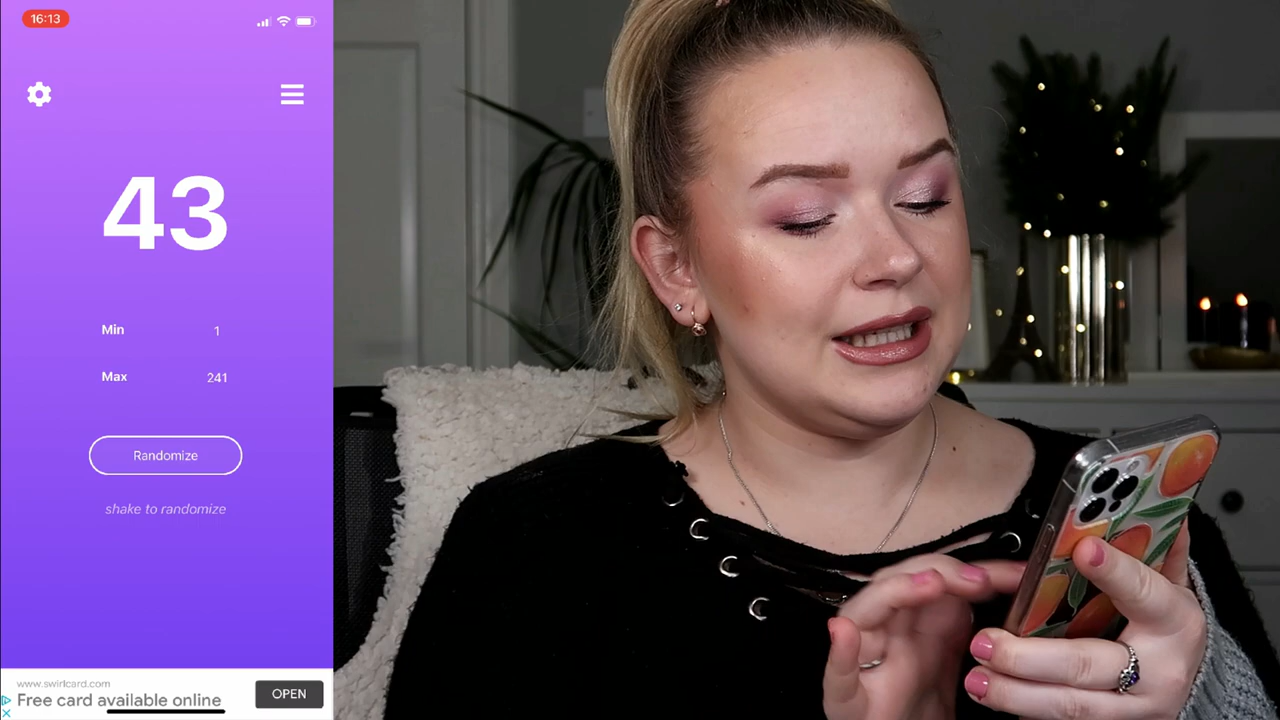 16:13
43
Min 1
Max 241
Randomize
shake to randomize
www.swirlcard.com
Free card available online
OPEN